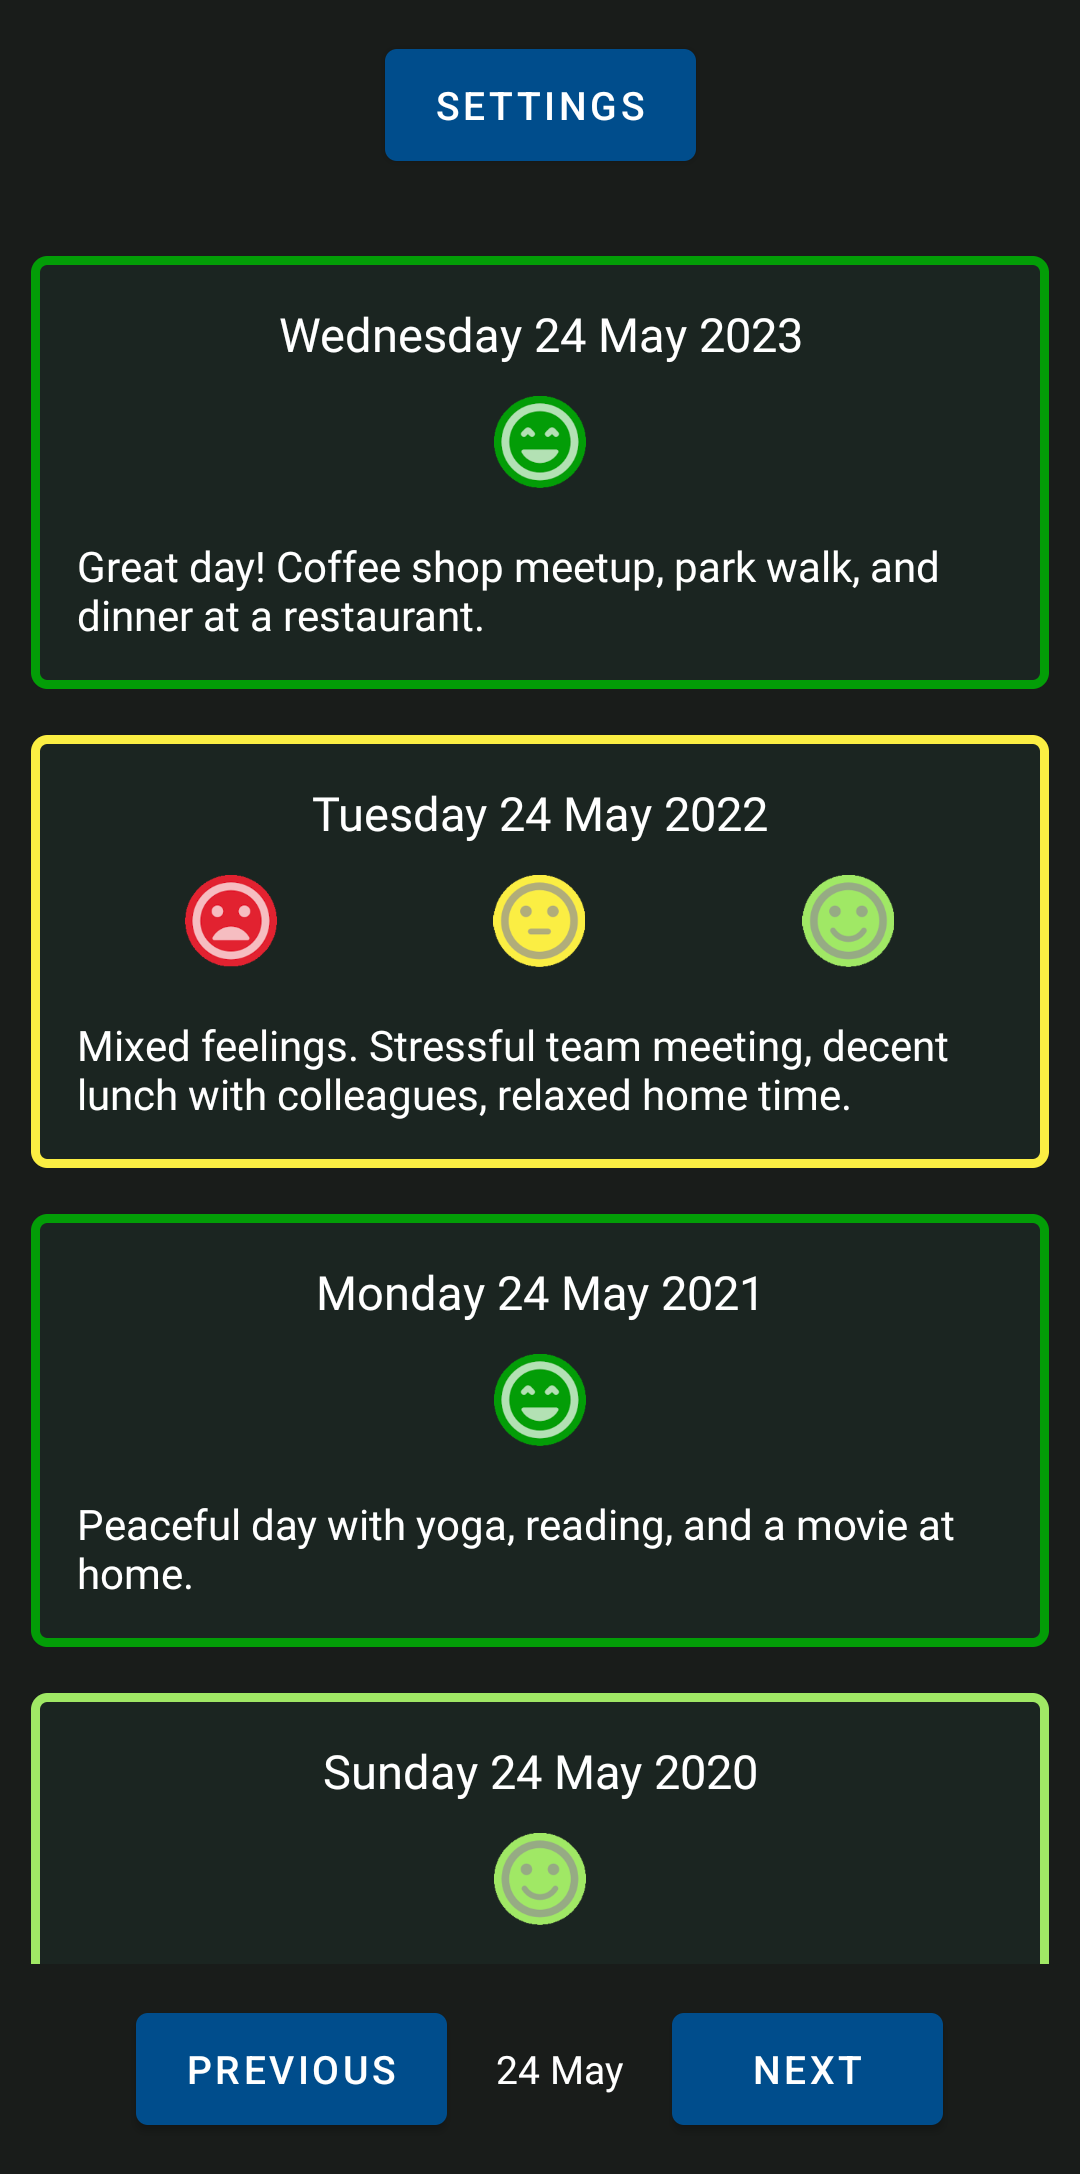 SETTINGS
Wednesday 24 May 2023
Great day! Coffee shop meetup, park walk, and
dinner at a restaurant.
Tuesday 24 May 2022
Mixed feelings. Stressful team meeting, decent
lunch with colleagues, relaxed home time.
Monday 24 May 2021
Peaceful day with yoga, reading, and a movie at
home.
Sunday 24 May 2020
PREVIOUS
24 May
NEXT